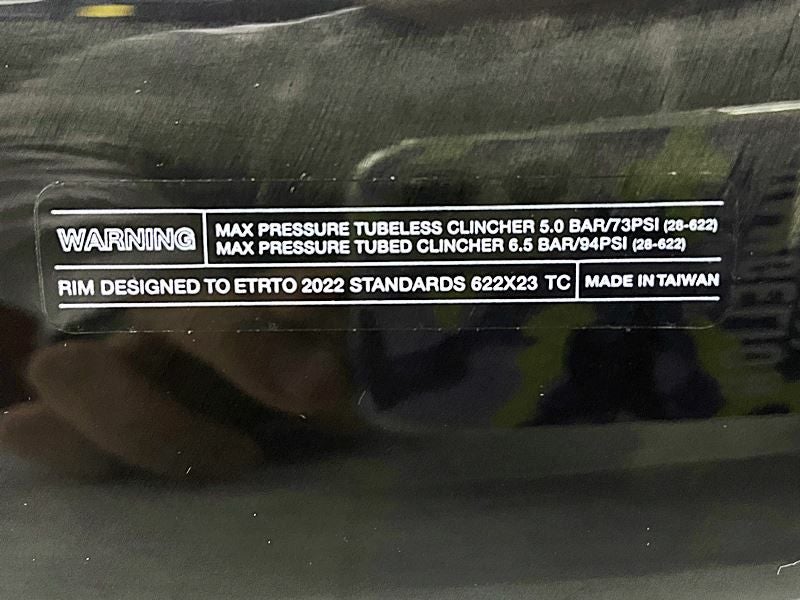 WARNING
MAX PRESSURE TUBELESS CLINCHER 5.0 BAR/73PSI (28-622)
MAX PRESSURE TUBED CLINCHER 6.5 BAR/94PSI (28-622)
RIM DESIGNED TO ETRTO 2022 STANDARDS 622X23 TC
MADE IN TAIWAN